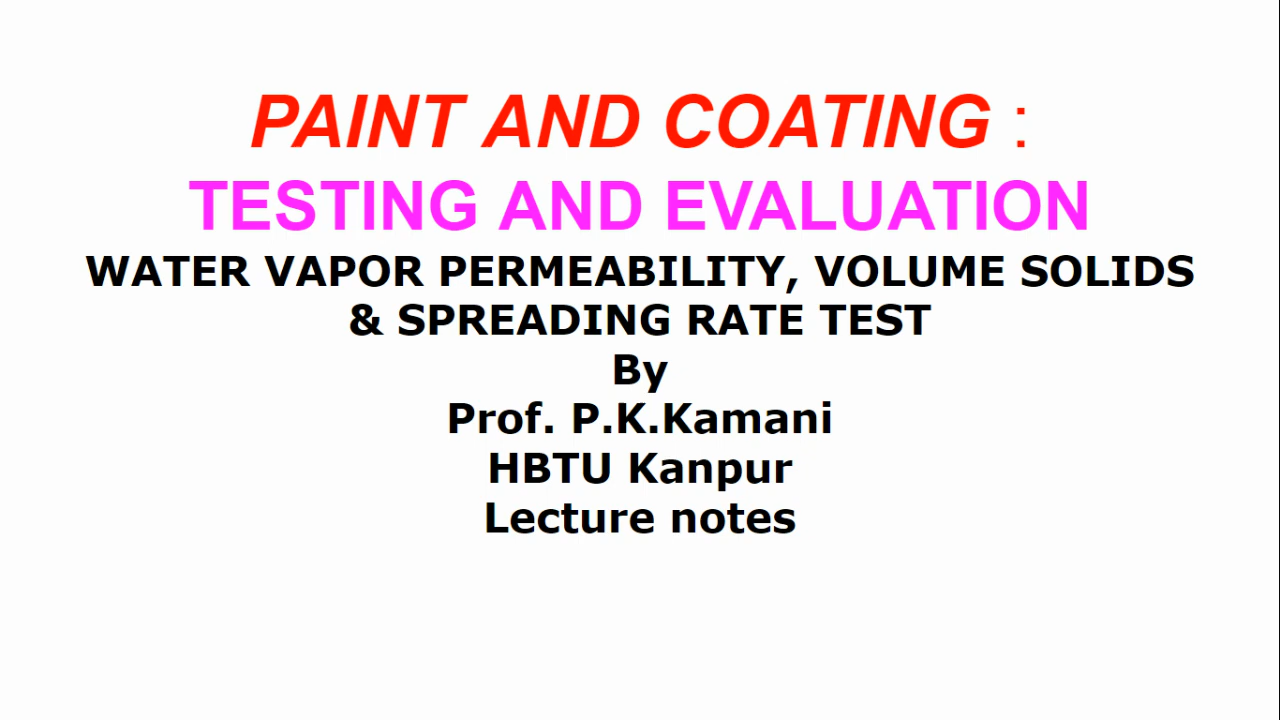 PAINT AND COATING :
TESTING AND EVALUATION
WATER VAPOR PERMEABILITY, VOLUME SOLIDS
& SPREADING RATE TEST
By
Prof. P.K.Kamani
HBTU Kanpur
Lecture notes